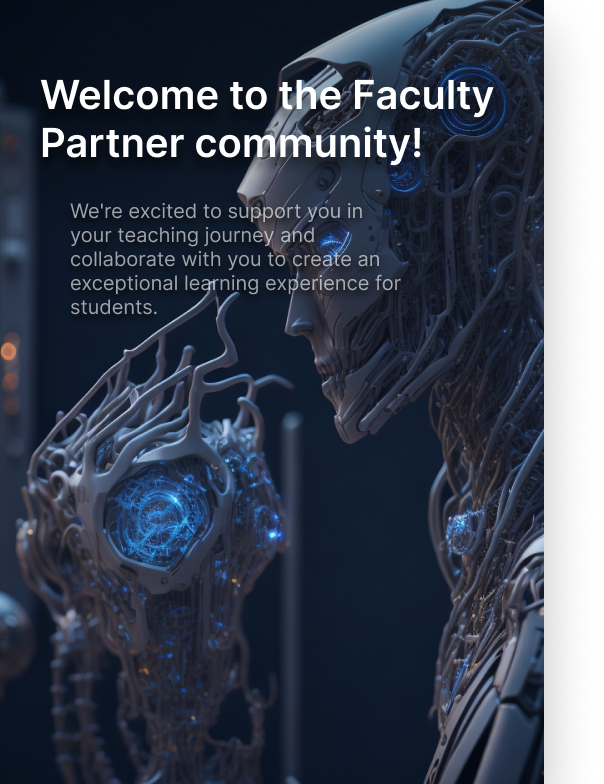 Welcome to the Faculty
Partner community!
We're excited to support you in
your teaching journey and
collaborate with you to create an
exceptional learning experience for
students.